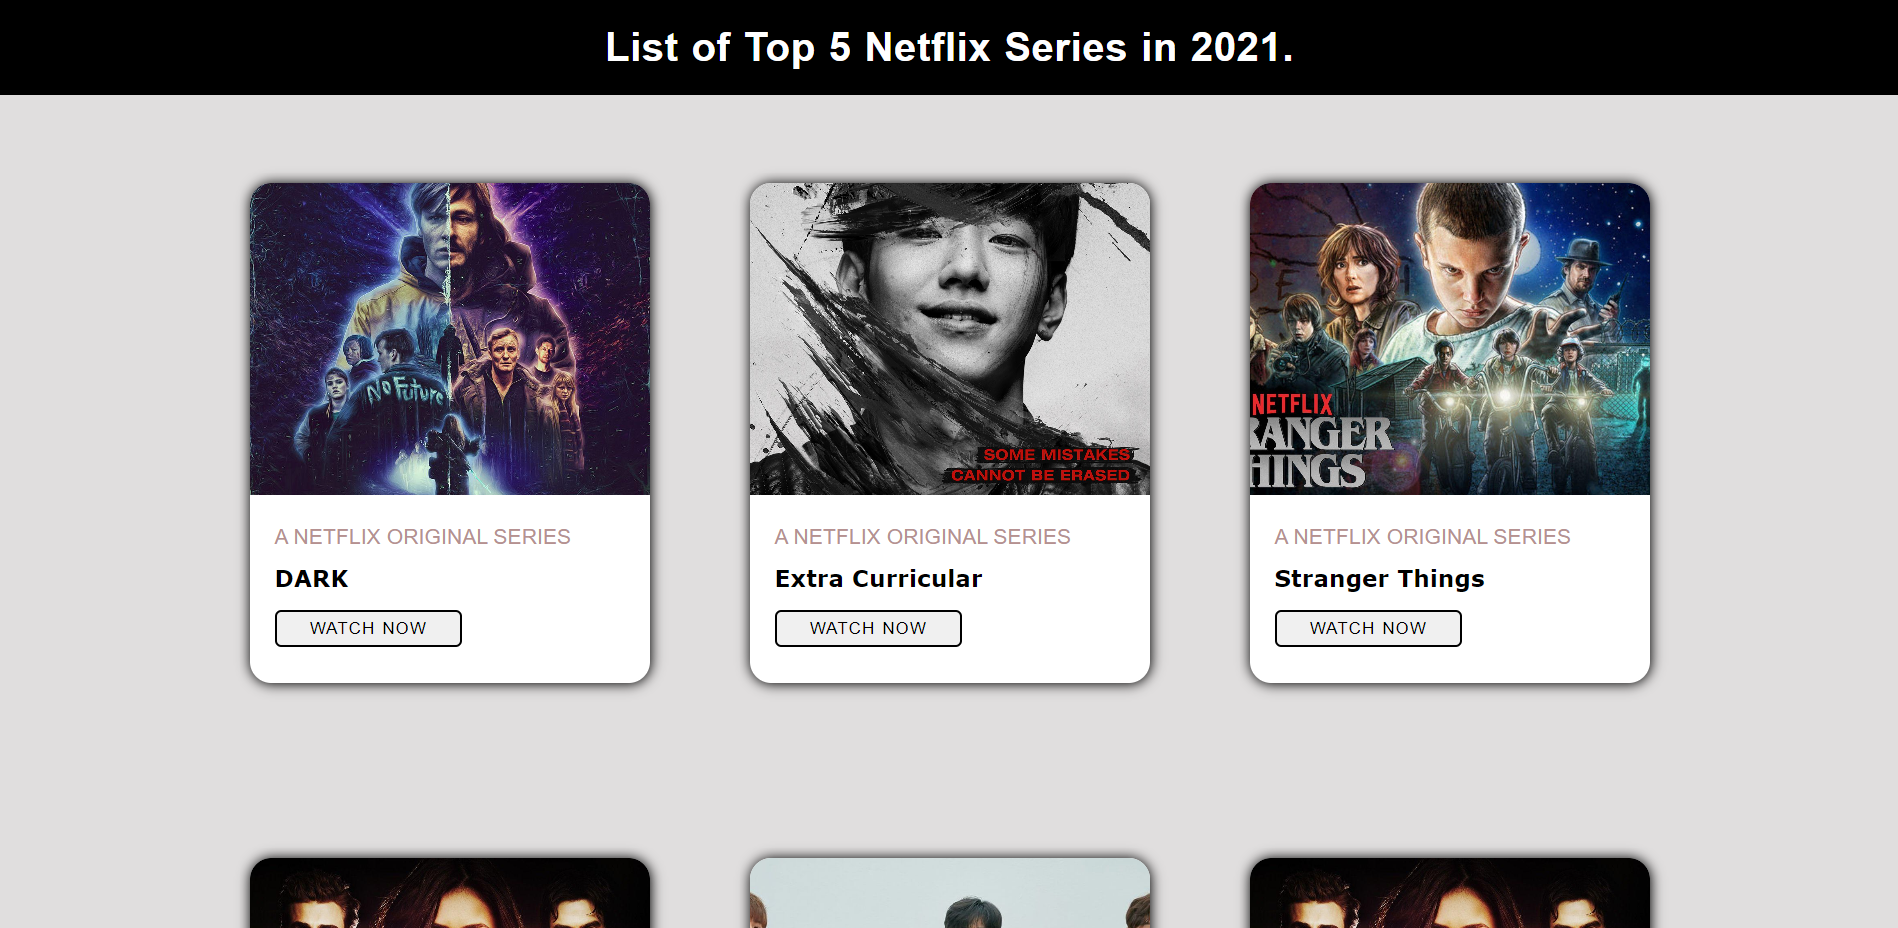 List of Top 5 Netflix Series in 2021.
No Future
SOME MISTAKES
CANNOT BE ERASED
NETFLIX
RANGER
HINGS
A NETFLIX ORIGINAL SERIES
DARK
WATCH NOW
A NETFLIX ORIGINAL SERIES
Extra Curricular
WATCH NOW
A NETFLIX ORIGINAL SERIES
Stranger Things
WATCH NOW